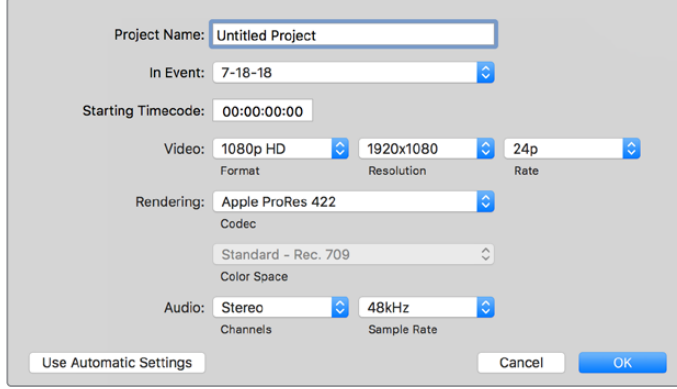 Project Name: Untitled Project
In Event: 7-18-18
Starting Timecode: 00:00:00:00
Video: 1080p HD 1920x1080 24p
Format Resolution Rate
Rendering: Apple ProRes 422
Codec
Standard - Rec. 709
Color Space
Audio: Stereo 48kHz
Channels Sample Rate
Use Automatic Settings Cancel OK